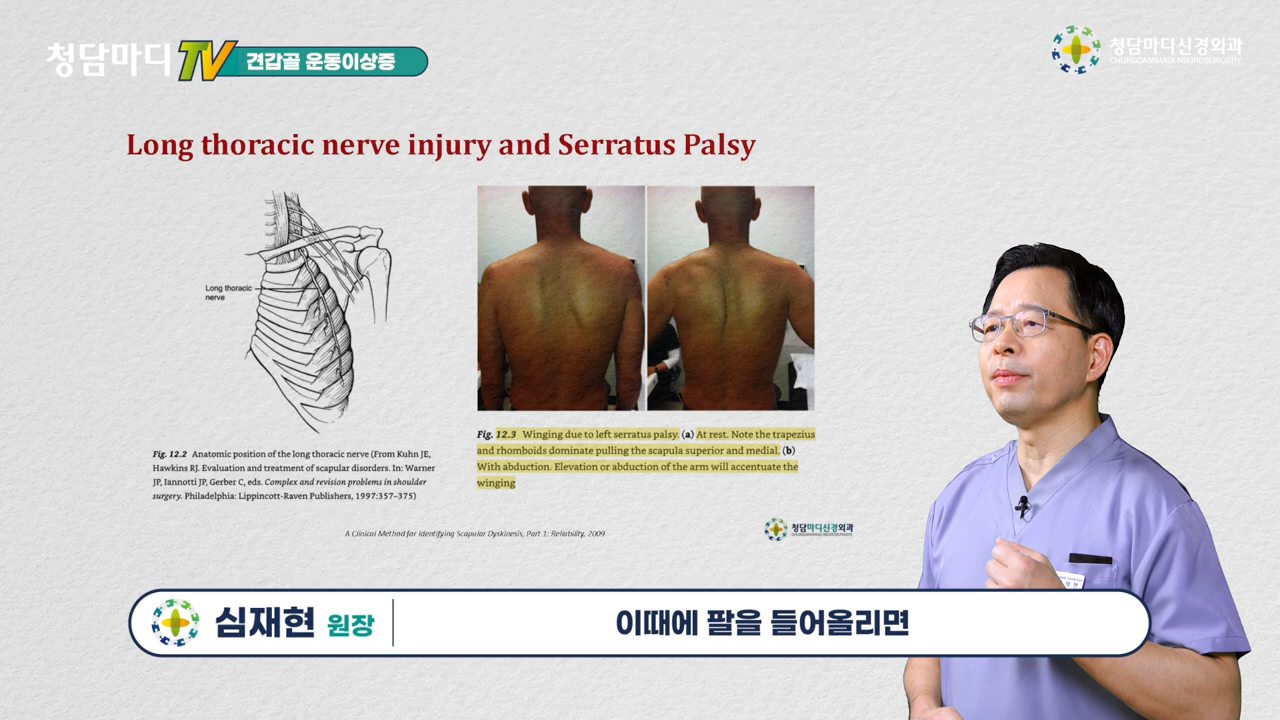 청담마디TV 견갑골 운동이상증
청담마디신경외과
CHUNGDAMMADI NEUROSURGERY
Long thoracic nerve injury and Serratus Palsy
Long thoracic
nerve
Fig. 12.2 Anatomic position of the long thoracic nerve (From Kuhn JE,
Hawkins RJ. Evaluation and treatment of scapular disorders. In: Warner
JP, Iannotti JP, Gerber C, eds. Complex and revision problems in shoulder
surgery. Philadelphia: Lippincott-Raven Publishers, 1997:357–375)
Fig. 12.3 Winging due to left serratus palsy. (a) At rest. Note the trapezius
and rhomboids dominate pulling the scapula superior and medial. (b)
With abduction. Elevation or abduction of the arm will accentuate the
winging
A Clinical Method for Identifying Scapular Dyskinesis, Part 1: Reliability, 2009
청담마디신경외과
CHUNGDAMMADI NEUROSURGERY
심재현 원장
이때에 팔을 들어올리면